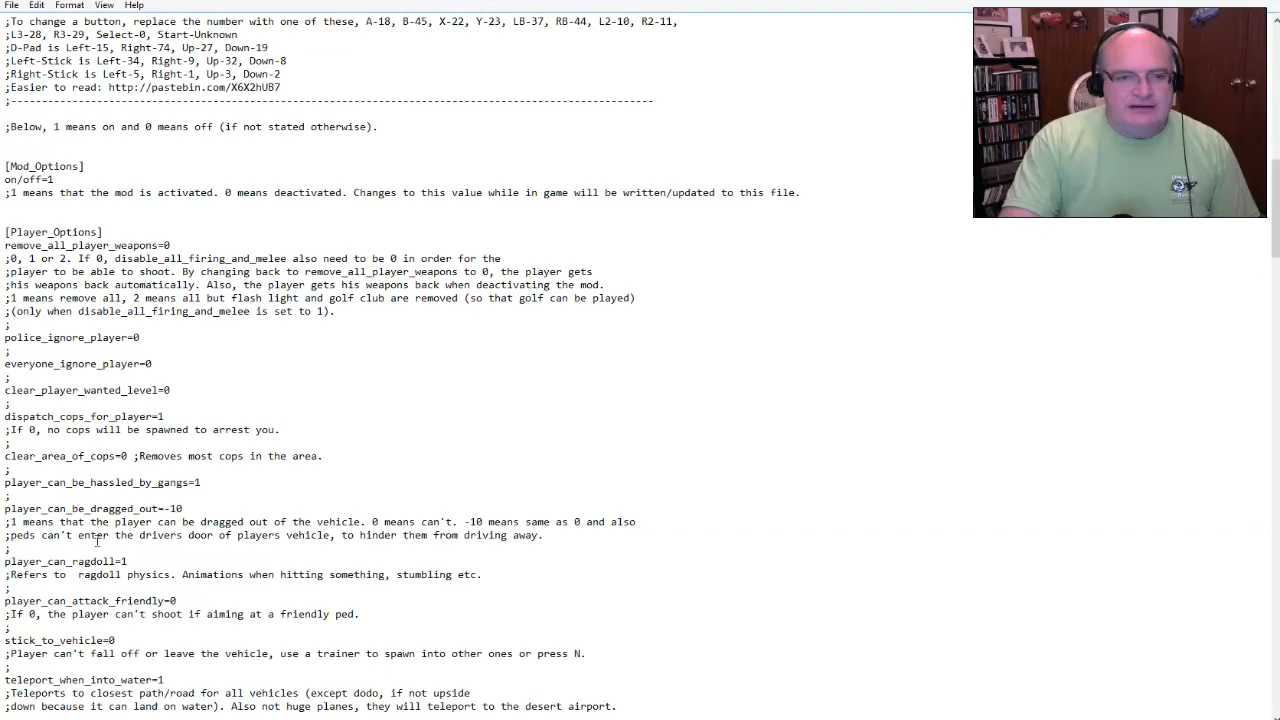 File Edit Format View Help
;To change a button, replace the number with one of these: A-18, B-45, X-22, Y-23, LB-37, RB-44, L2-10, R2-11,
;L3-28, R3-29, Select-0, Start-Unknown
;D-Pad is Left-15, Right-74, Up-27, Down-19
;Left-Stick is Left-34, Right-9, Up-32, Down-8
;Right-Stick is Left-5, Right-1, Up-3, Down-2
;Easier to read: http://pastebin.com/X6X2hUB7
;----------------------------------------------------------------------------------------------------------
;Below, 1 means on and 0 means off (if not stated otherwise).
[Mod_Options]
on/off=1
;1 means that the mod is activated. 0 means deactivated. Changes to this value while in game will be written/updated to this file.
[Player_Options]
remove_all_player_weapons=0
;0, 1 or 2. If 0, disable_all_firing_and_melee also need to be 0 in order for the
;player to be able to shoot. By changing back to remove_all_player_weapons to 0, the player gets
;his weapons back automatically. Also, the player gets his weapons back when deactivating the mod.
;1 means remove all, 2 means all but flash light and golf club are removed (so that golf can be played)
;(only when disable_all_firing_and_melee is set to 1).
;
police_ignore_player=0
;
everyone_ignore_player=0
;
clear_player_wanted_level=0
;
dispatch_cops_for_player=1
;If 0, no cops will be spawned to arrest you.
;
clear_area_of_cops=0 ;Removes most cops in the area.
;
player_can_be_hassled_by_gangs=1
;
player_can_be_dragged_out=-10
;1 means that the player can be dragged out of the vehicle. 0 means can't. -10 means same as 0 and also
;peds can't enter the drivers door of players vehicle, to hinder them from driving away.
;
player_can_ragdoll=1
;Refers to  ragdoll physics. Animations when hitting something, stumbling etc.
;
player_can_attack_friendly=0
;If 0, the player can't shoot if aiming at a friendly ped.
;
stick_to_vehicle=0
;Player can't fall off or leave the vehicle, use a trainer to spawn into other ones or press N.
;
teleport_when_into_water=1
;Teleports to closest path/road for all vehicles (except dodo, if not upside
;down because it can land on water). Also not huge planes, they will teleport to the desert airport.